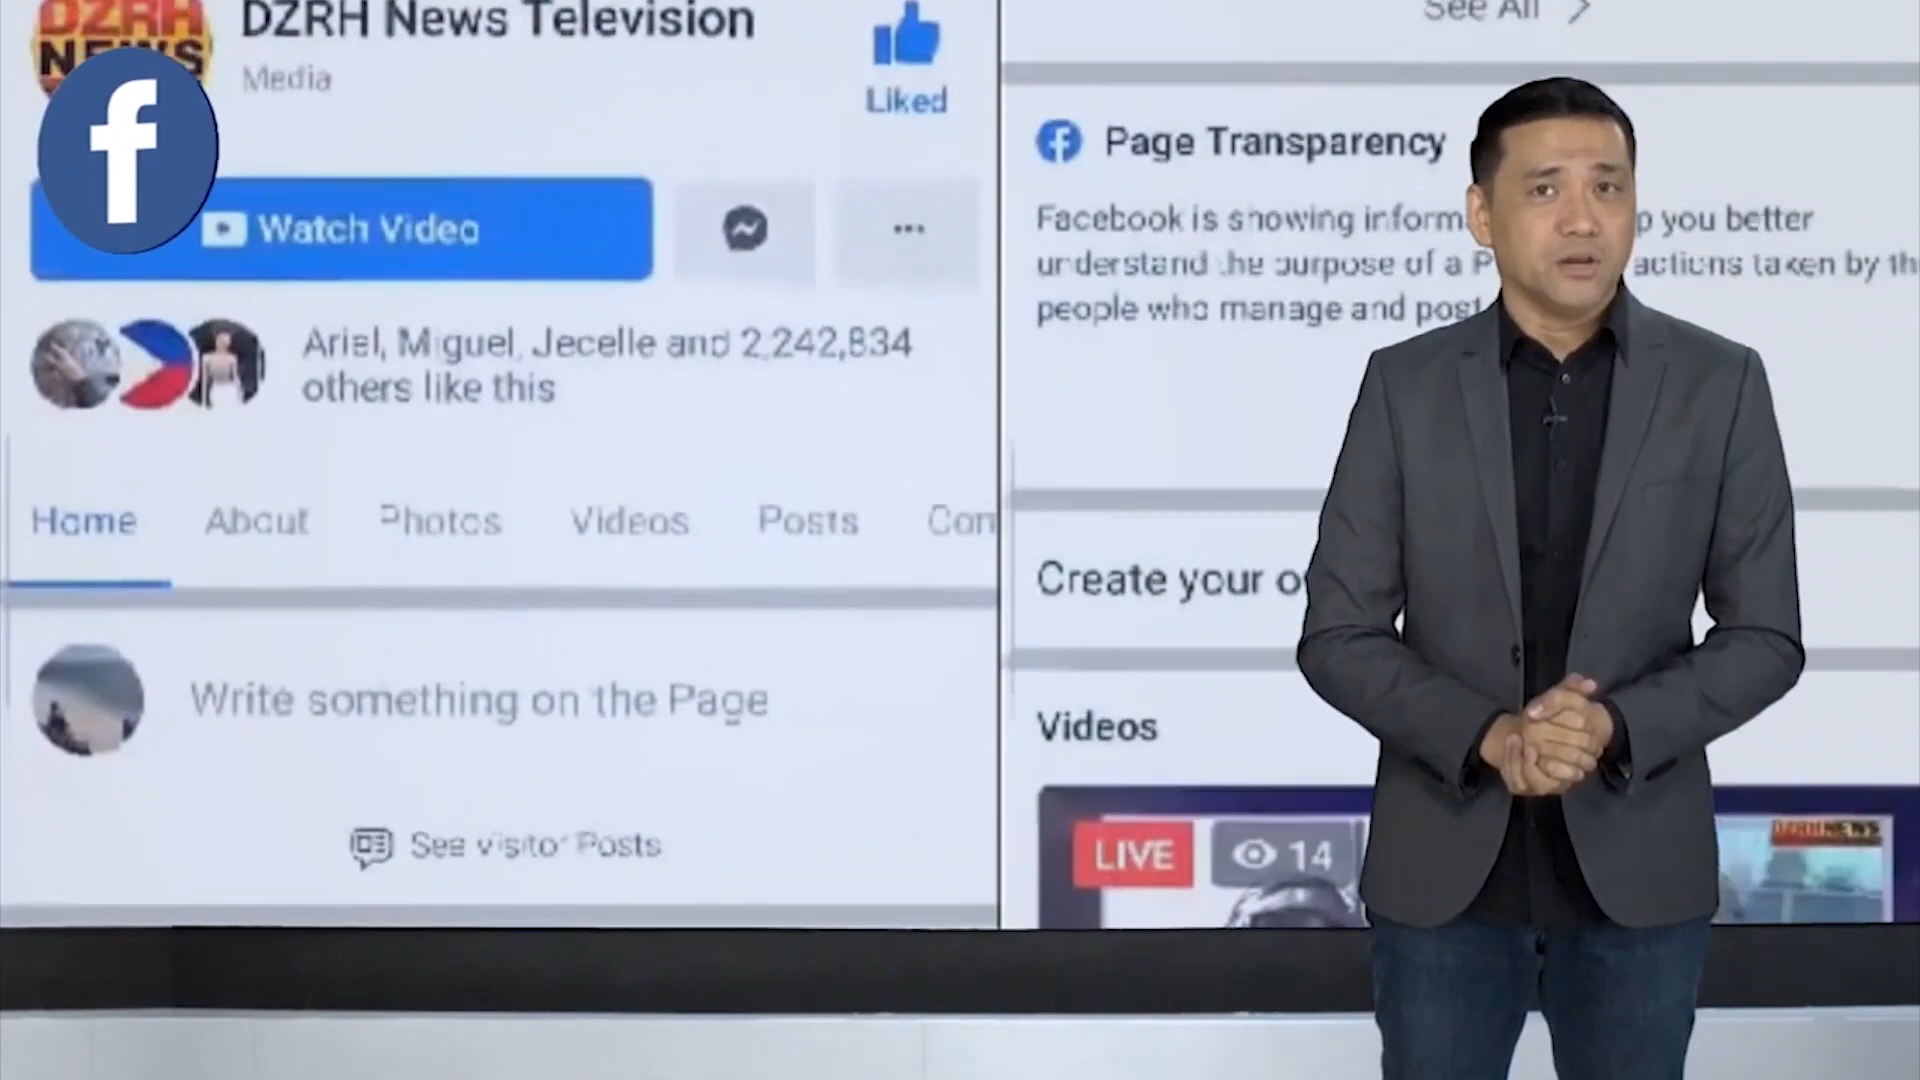 DZRH
NEWS
DZRH News Television
Media
Liked
f
Watch Video
Ariel, Miguel, Jecelle and 2,242,834
others like this
Home About Photos Videos Posts Con
Write something on the Page
See Visitor Posts
See All >
Page Transparency
Facebook is showing inform p you better
understand the purpose of a P actions taken by th
people who manage and post
Create your o
Videos
LIVE 14
DZRH NEWS